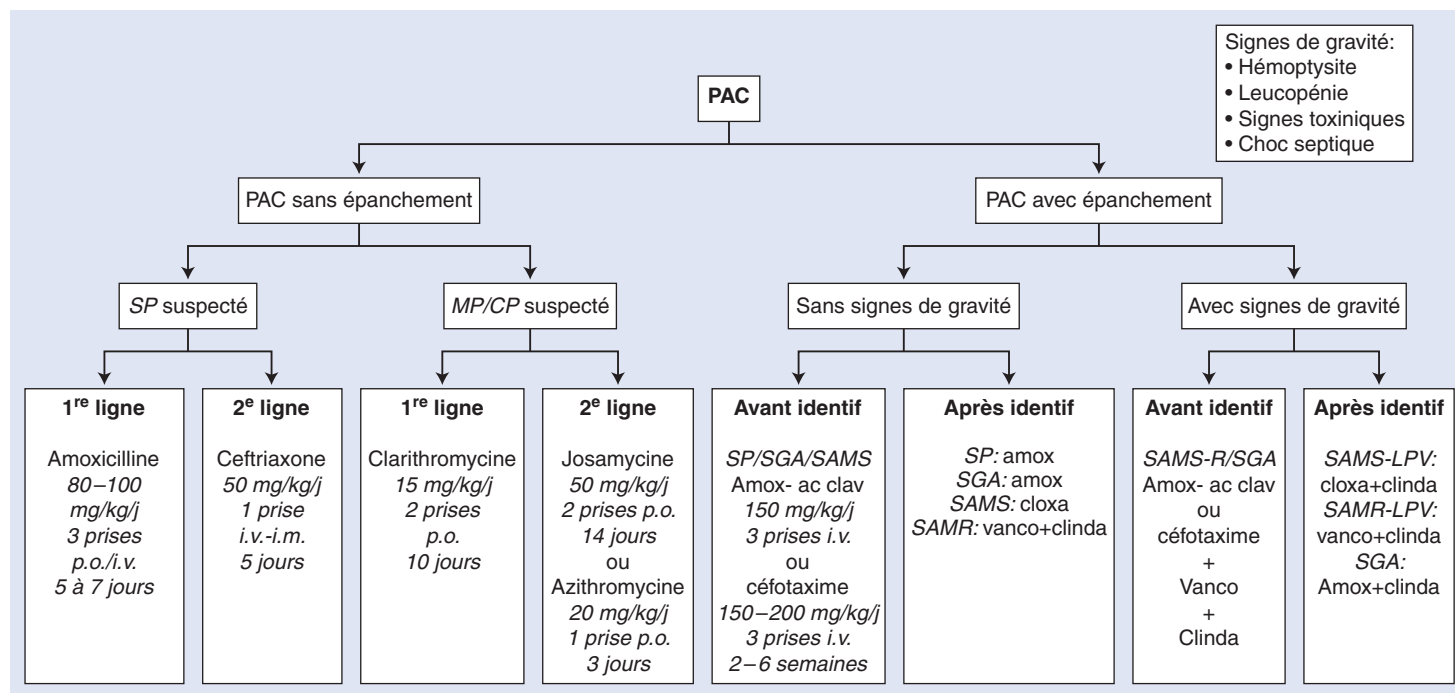 Signes de gravité:
• Hémoptysite
• Leucopénie
• Signes toxiniques
• Choc septique
PAC
PAC sans épanchement
PAC avec épanchement
SP suspecté
MP/CP suspecté
Sans signes de gravité
Avec signes de gravité
1re ligne
Amoxicilline
80–100
mg/kg/j
3 prises
p.o./i.v.
5 à 7 jours
2e ligne
Ceftriaxone
50 mg/kg/j
1 prise
i.v.-i.m.
5 jours
1re ligne
Clarithromycine
15 mg/kg/j
2 prises
p.o.
10 jours
2e ligne
Josamycine
50 mg/kg/j
2 prises p.o.
14 jours
ou
Azithromycine
20 mg/kg/j
1 prise p.o.
3 jours
Avant identif
SP/SGA/SAMS
Amox- ac clav
150 mg/kg/j
3 prises i.v.
ou
céfotaxime
150–200 mg/kg/j
3 prises i.v.
2–6 semaines
Après identif
SP: amox
SGA: amox
SAMS: cloxa
SAMR: vanco+clinda
Avant identif
SAMS-R/SGA
Amox- ac clav
ou
céfotaxime
+
Vanco
+
Clinda
Après identif
SAMS-LPV:
cloxa+clinda
SAMR-LPV:
vanco+clinda
SGA:
Amox+clinda